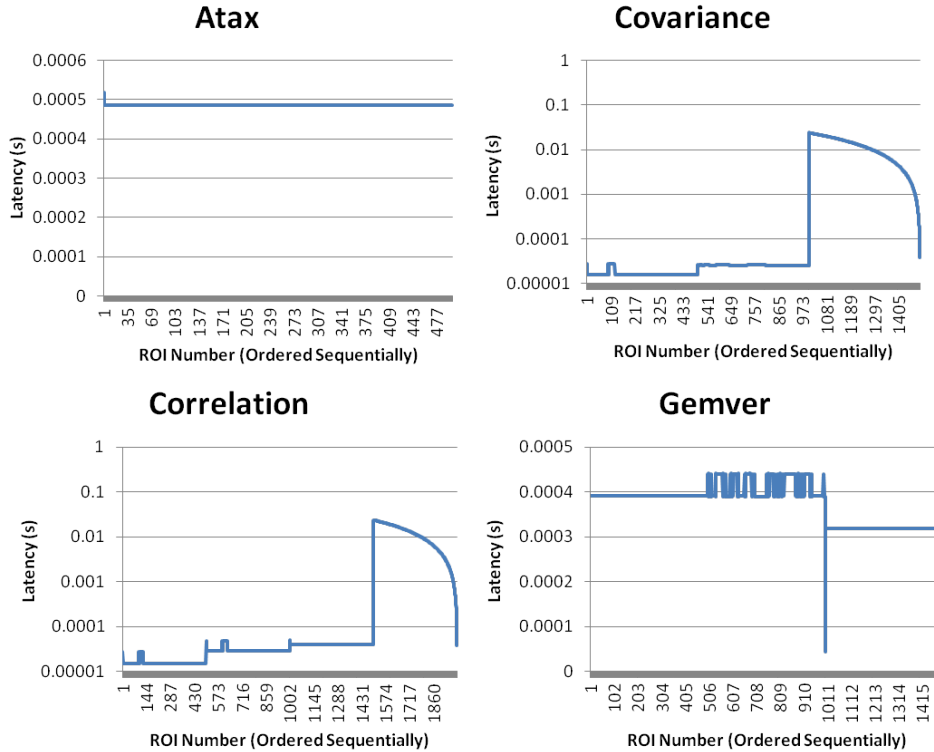 Atax
0.0006
0.0005
0.0004
0.0003
0.0002
0.0001
0
Latency (s)
1 35 69 103 137 171 205 239 273 307 341 375 409 443 477
ROI Number (Ordered Sequentially)
Covariance
1
0.1
0.01
0.001
0.0001
0.00001
Latency (s)
1 109 217 325 433 541 649 757 865 973 1081 1189 1297 1405
ROI Number (Ordered Sequentially)
Correlation
1
0.1
0.01
0.001
0.0001
0.00001
Latency (s)
1 144 287 430 573 716 859 1002 1145 1288 1431 1574 1717 1860
ROI Number (Ordered Sequentially)
Gemver
0.0005
0.0004
0.0003
0.0002
0.0001
0
Latency (s)
1 102 203 304 405 506 607 708 809 910 1011 1112 1213 1314 1415
ROI Number (Ordered Sequentially)